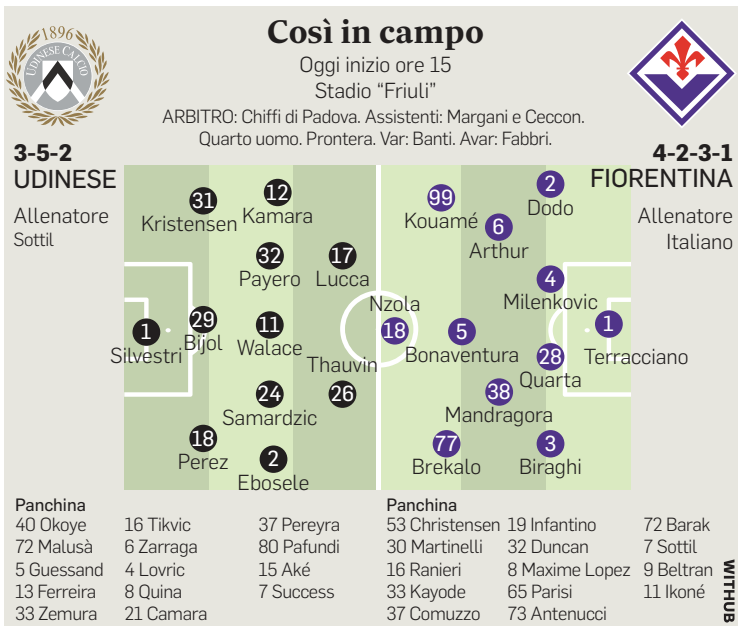 Così in campo
Oggi inizio ore 15
Stadio “Friuli”
ARBITRO: Chiffi di Padova. Assistenti: Margani e Ceccon.
Quarto uomo. Prontera. Var: Banti. Avar: Fabbri.
1896
UDINESE CALCIO
3-5-2
UDINESE
Allenatore
Sottil
4-2-3-1
FIORENTINA
Allenatore
Italiano
1
Silvestri
31
Kristensen
29
Bijol
18
Perez
12
Kamara
32
Payero
11
Walace
24
Samardzic
2
Ebosele
17
Lucca
Thauvin
26
Nzola
18
99
Kouamé
5
Bonaventura
77
Brekalo
6
Arthur
38
Mandragora
2
Dodo
4
Milenkovic
28
Quarta
3
Biraghi
1
Terracciano
Panchina
40 Okoye
72 Malusà
5 Guessand
13 Ferreira
33 Zemura
16 Tikvic
6 Zarraga
4 Lovric
8 Quina
21 Camara
37 Pereyra
80 Pafundi
15 Aké
7 Success
Panchina
53 Christensen
30 Martinelli
16 Ranieri
33 Kayode
37 Comuzzo
19 Infantino
32 Duncan
8 Maxime Lopez
65 Parisi
73 Antenucci
72 Barak
7 Sottil
9 Beltran
11 Ikoné
WITHUB